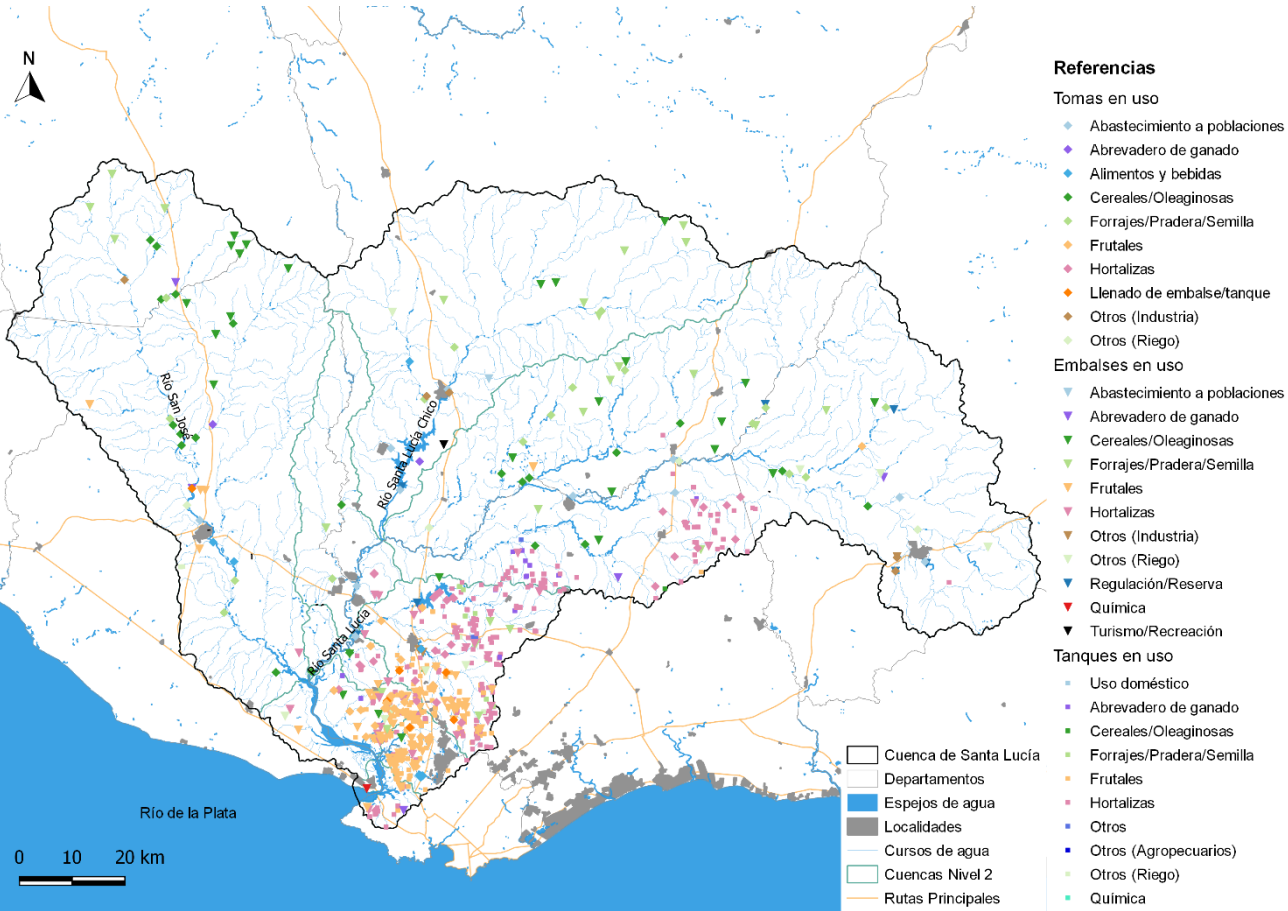 N
Río San José
Río Santa Lucía Chico
Río Santa Lucía
Río de la Plata
0 10 20 km
Cuenca de Santa Lucía
Departamentos
Espejos de agua
Localidades
Cursos de agua
Cuencas Nivel 2
Rutas Principales
Referencias
Tomas en uso
Abastecimiento a poblaciones
Abrevadero de ganado
Alimentos y bebidas
Cereales/Oleaginosas
Forrajes/Pradera/Semilla
Frutales
Hortalizas
Llenado de embalse/tanque
Otros (Industria)
Otros (Riego)
Embalses en uso
Abastecimiento a poblaciones
Abrevadero de ganado
Cereales/Oleaginosas
Forrajes/Pradera/Semilla
Frutales
Hortalizas
Otros (Industria)
Otros (Riego)
Regulación/Reserva
Química
Turismo/Recreación
Tanques en uso
Uso doméstico
Abrevadero de ganado
Cereales/Oleaginosas
Forrajes/Pradera/Semilla
Frutales
Hortalizas
Otros
Otros (Agropecuarios)
Otros (Riego)
Química